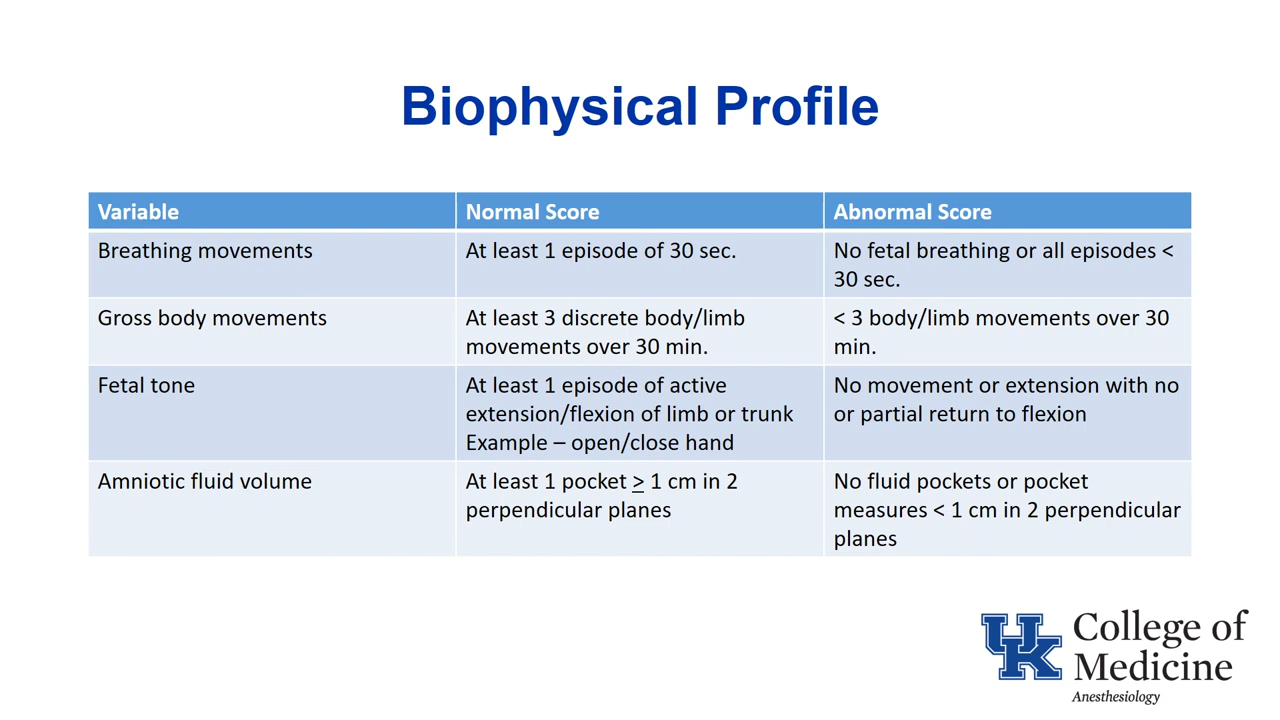 Biophysical Profile
Variable
Normal Score
Abnormal Score
Breathing movements
At least 1 episode of 30 sec.
No fetal breathing or all episodes <
30 sec.
Gross body movements
At least 3 discrete body/limb
movements over 30 min.
< 3 body/limb movements over 30
min.
Fetal tone
At least 1 episode of active
extension/flexion of limb or trunk
Example – open/close hand
No movement or extension with no
or partial return to flexion
Amniotic fluid volume
At least 1 pocket ≥ 1 cm in 2
perpendicular planes
No fluid pockets or pocket
measures < 1 cm in 2 perpendicular
planes
UK
College of
Medicine
Anesthesiology